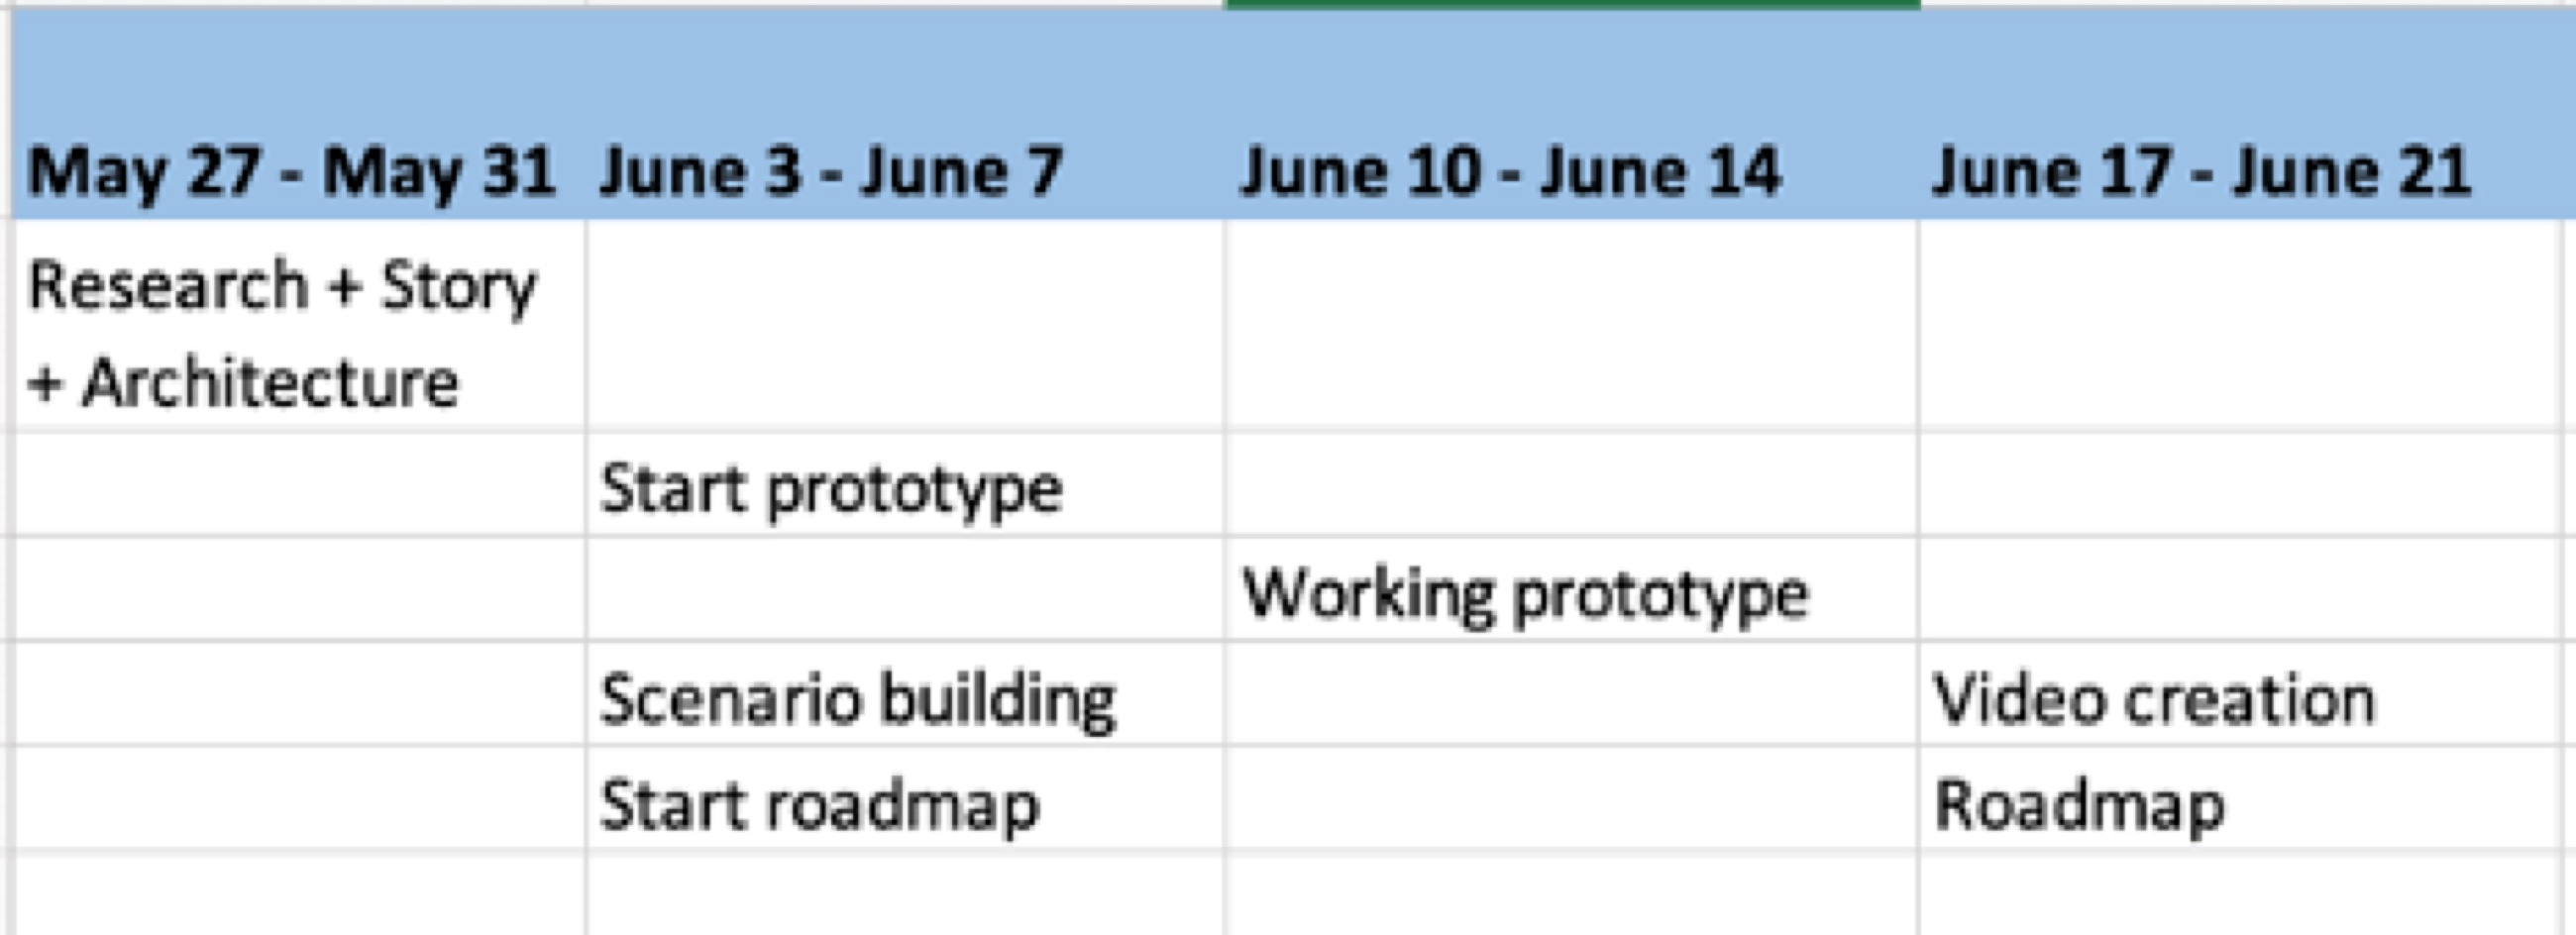 May 27 - May 31 June 3 - June 7 June 10 - June 14 June 17 - June 21
Research + Story
+ Architecture
Start prototype
Working prototype
Scenario building Video creation
Start roadmap Roadmap